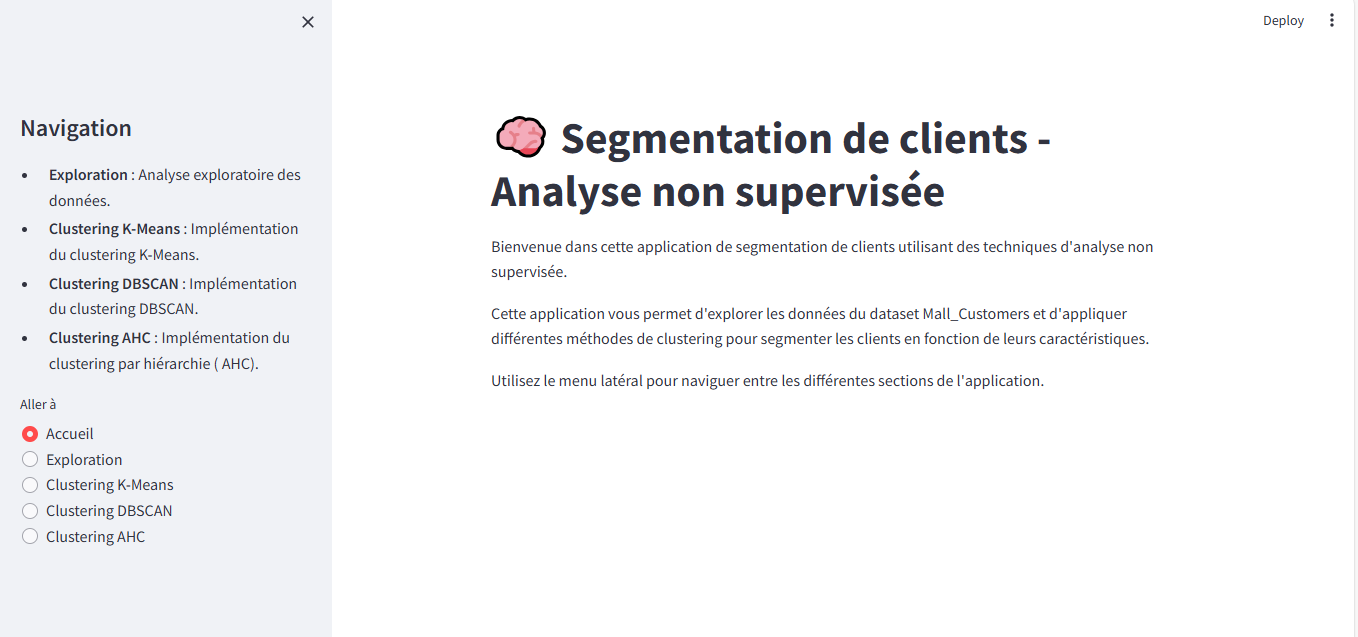 Deploy
Navigation
Exploration : Analyse exploratoire des
données.
Clustering K-Means : Implémentation
du clustering K-Means.
Clustering DBSCAN : Implémentation
du clustering DBSCAN.
Clustering AHC : Implémentation du
clustering par hiérarchie ( AHC).
Aller à
Accueil
Exploration
Clustering K-Means
Clustering DBSCAN
Clustering AHC
Segmentation de clients -
Analyse non supervisée
Bienvenue dans cette application de segmentation de clients utilisant des techniques d'analyse non
supervisée.
Cette application vous permet d'explorer les données du dataset Mall_Customers et d'appliquer
différentes méthodes de clustering pour segmenter les clients en fonction de leurs caractéristiques.
Utilisez le menu latéral pour naviguer entre les différentes sections de l'application.